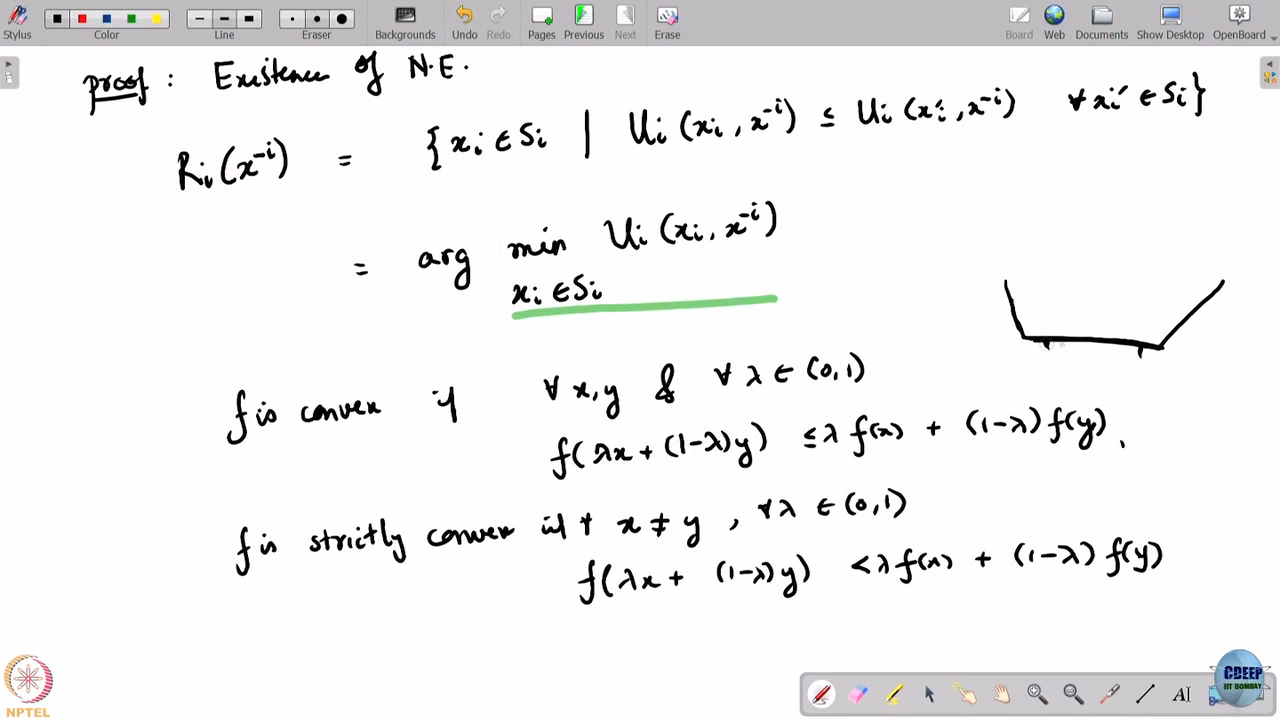 Stylus Color Line Eraser Backgrounds Undo Redo Pages Previous Next Erase Board Web Documents Show Desktop OpenBoard
proof : Existence of N.E.
Ri(x^{-i}) = {xi ∈ Si | Ui(xi, x^{-i}) ≤ Ui(xi', x^{-i}) ∀ xi' ∈ Si}
= arg min Ui(xi, x^{-i})
xi ∈ Si
f is convex if ∀ x,y & ∀ λ ∈ (0,1)
f(λx + (1-λ)y) ≤ λ f(x) + (1-λ) f(y).
f is strictly convex if ∀ x ≠ y, ∀λ ∈ (0,1)
f(λx + (1-λ)y) < λf(x) + (1-λ) f(y)
NPTEL
CDEEP
IIT BOMBAY